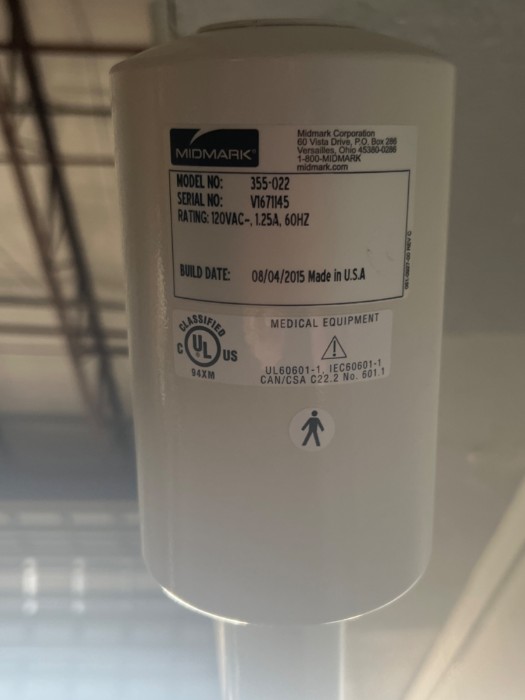 MIDMARK
Midmark Corporation
60 Vista Drive, P.O. Box 286
Versailles, Ohio 45380-0286
1-800-MIDMARK
midmark.com
MODEL NO: 355-022
SERIAL NO: V1671145
RATING: 120VAC~, 1.25A, 60HZ
BUILD DATE: 08/04/2015 Made in U.S.A
CLASSIFIED
C UL US
94XM
MEDICAL EQUIPMENT
UL60601-1, IEC60601-1
CAN/CSA C22.2 No. 601.1